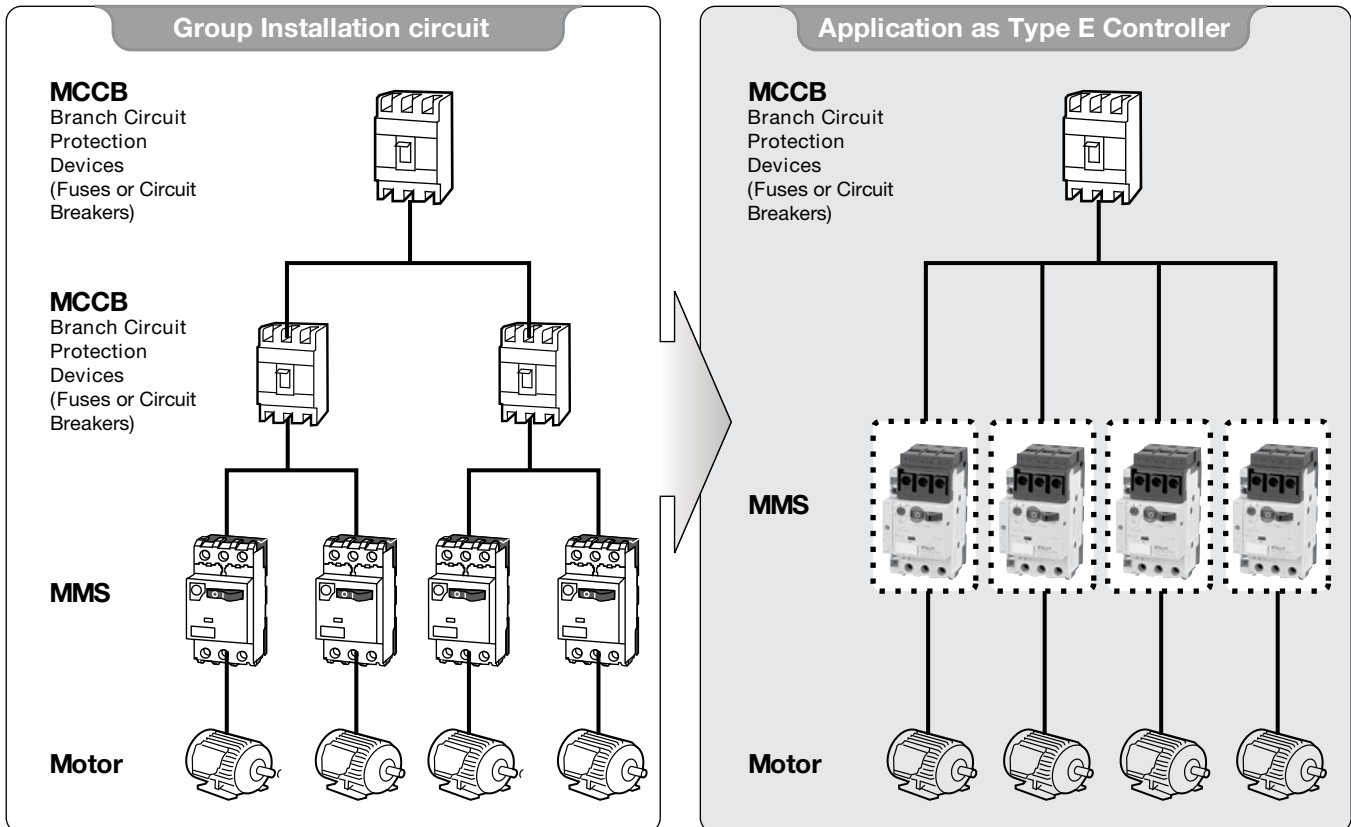 Group Installation circuit
MCCB
Branch Circuit
Protection
Devices
(Fuses or Circuit
Breakers)
MCCB
Branch Circuit
Protection
Devices
(Fuses or Circuit
Breakers)
MMS
Motor
Application as Type E Controller
MCCB
Branch Circuit
Protection
Devices
(Fuses or Circuit
Breakers)
MMS
Motor